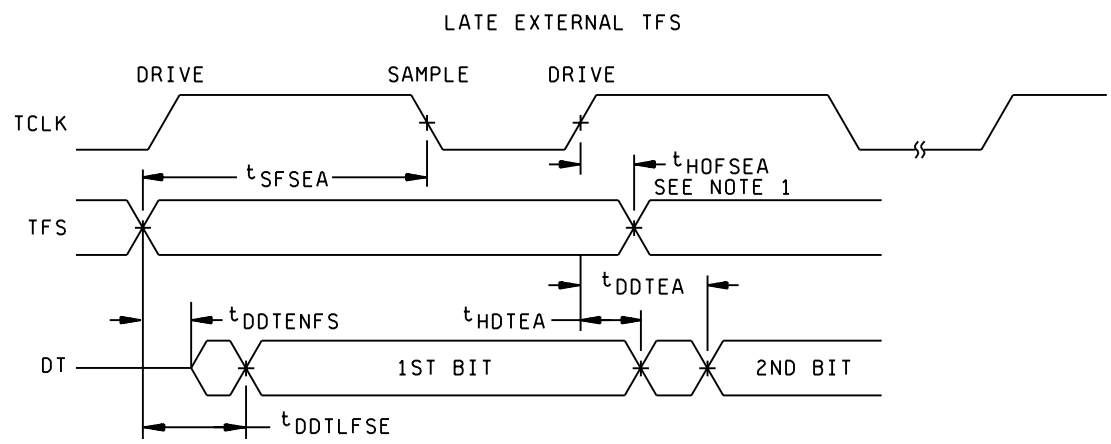 LATE EXTERNAL TFS
DRIVE SAMPLE DRIVE
TCLK
tHOFSEA
tSFSEA
SEE NOTE 1
TFS
tDDTEA
tDDTENFS tHDTEA
DT 1ST BIT 2ND BIT
tDDTLFSE